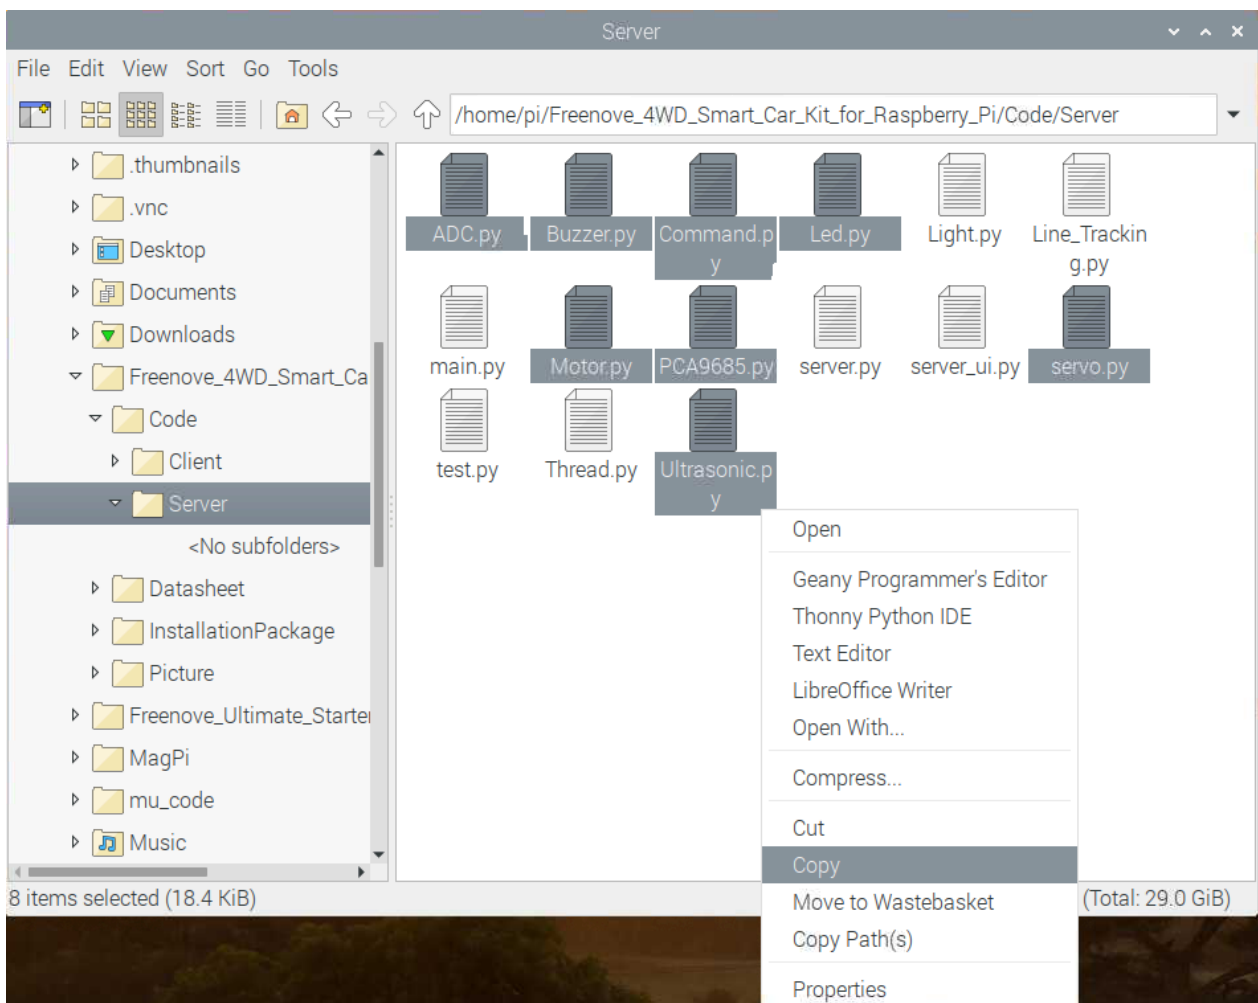 Server
File Edit View Sort Go Tools
/home/pi/Freenove_4WD_Smart_Car_Kit_for_Raspberry_Pi/Code/Server
.thumbnails
.vnc
Desktop
Documents
Downloads
Freenove_4WD_Smart_Ca
Code
Client
Server
<No subfolders>
Datasheet
InstallationPackage
Picture
Freenove_Ultimate_Starter
MagPi
mu_code
Music
ADC.py Buzzer.py Command.p Led.py Light.py Line_Trackin
y g.py
main.py Motor.py PCA9685.py server.py server_ui.py servo.py
test.py Thread.py Ultrasonic.p
y
Open
Geany Programmer's Editor
Thonny Python IDE
Text Editor
LibreOffice Writer
Open With...
Compress...
Cut
Copy
Move to Wastebasket
Copy Path(s)
Properties
8 items selected (18.4 KiB) (Total: 29.0 GiB)